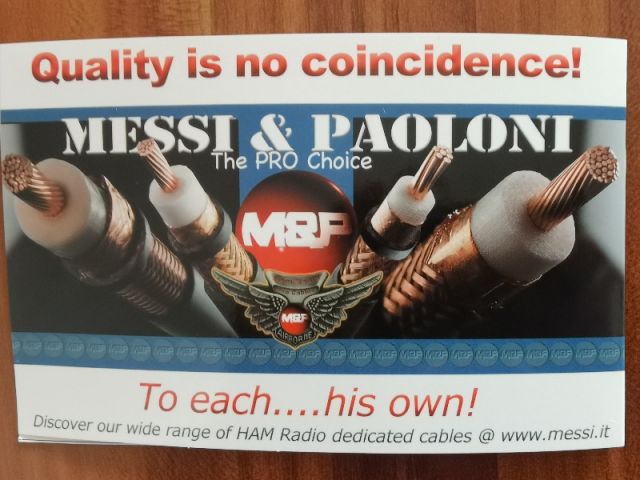 Quality is no coincidence!
MESSI & PAOLONI
The PRO Choice
M&P
M&P
AIRBORNE
To each....his own!
Discover our wide range of HAM Radio dedicated cables @ www.messi.it